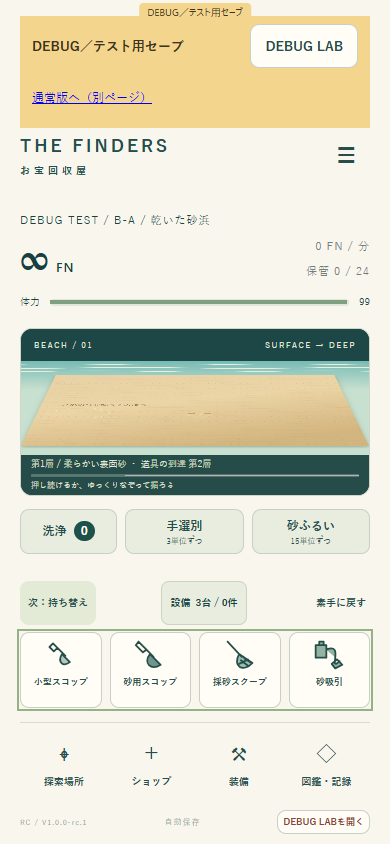 DEBUG／テスト用セーブ
DEBUG／テスト用セーブ
DEBUG LAB
通常版へ（別ページ）
THE FINDERS
お宝回収屋
DEBUG TEST / B-A / 乾いた砂浜
∞ FN
0 FN / 分
保管 0 / 24
体力
99
BEACH / 01
SURFACE → DEEP
第1層 / 柔らかい表面砂 ・ 道具の到達 第2層
押し続けるか、ゆっくりなぞって掘ろう
洗浄 0
手選別
3単位ずつ
砂ふるい
15単位ずつ
次：持ち替え
設備 3台 / 0件
素手に戻す
小型スコップ
砂用スコップ
採砂スクープ
砂吸引
探索場所
ショップ
装備
図鑑・記録
RC / V1.0.0-rc.1
自動保存
DEBUG LABを開く